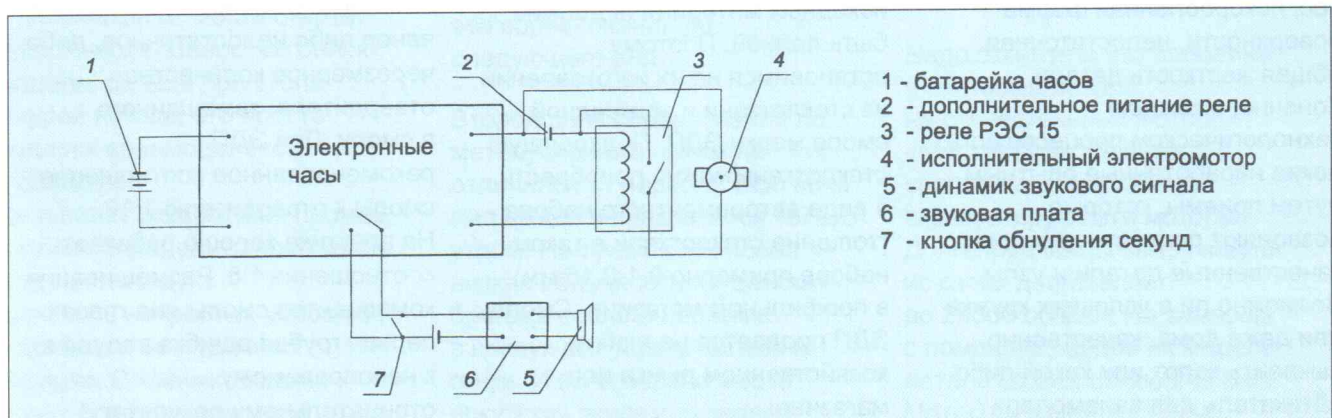 1
2
3
4
Электронные
часы
7
6
5
1 - батарейка часов
2 - дополнительное питание реле
3 - реле РЭС 15
4 - исполнительный электромотор
5 - динамик звукового сигнала
6 - звуковая плата
7 - кнопка обнуления секунд